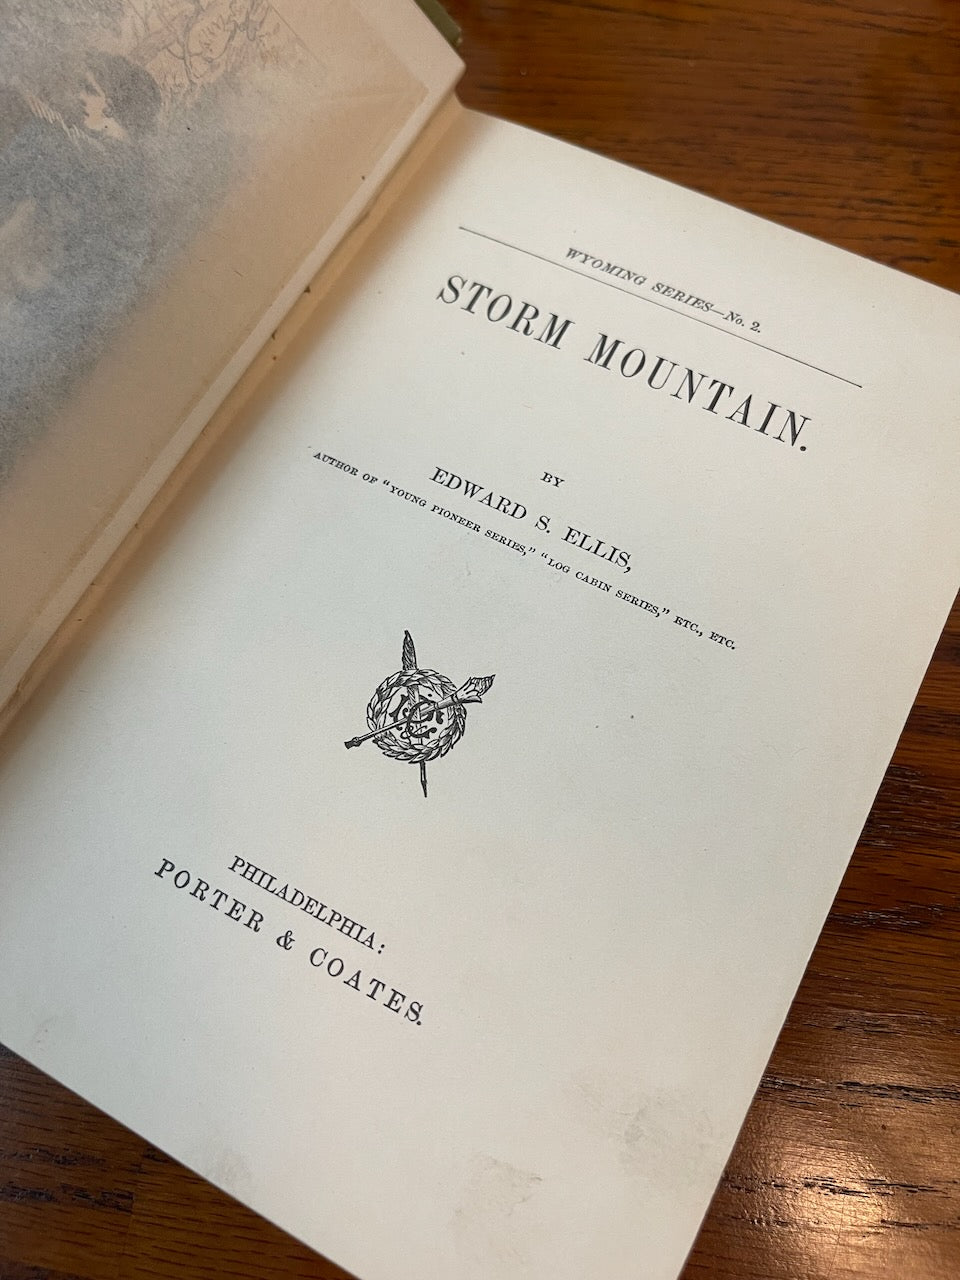 WYOMING SERIES—No. 2.
STORM MOUNTAIN.
BY
EDWARD S. ELLIS,
AUTHOR OF "YOUNG PIONEER SERIES," "LOG CABIN SERIES," ETC., ETC.
PHILADELPHIA:
PORTER & COATES.